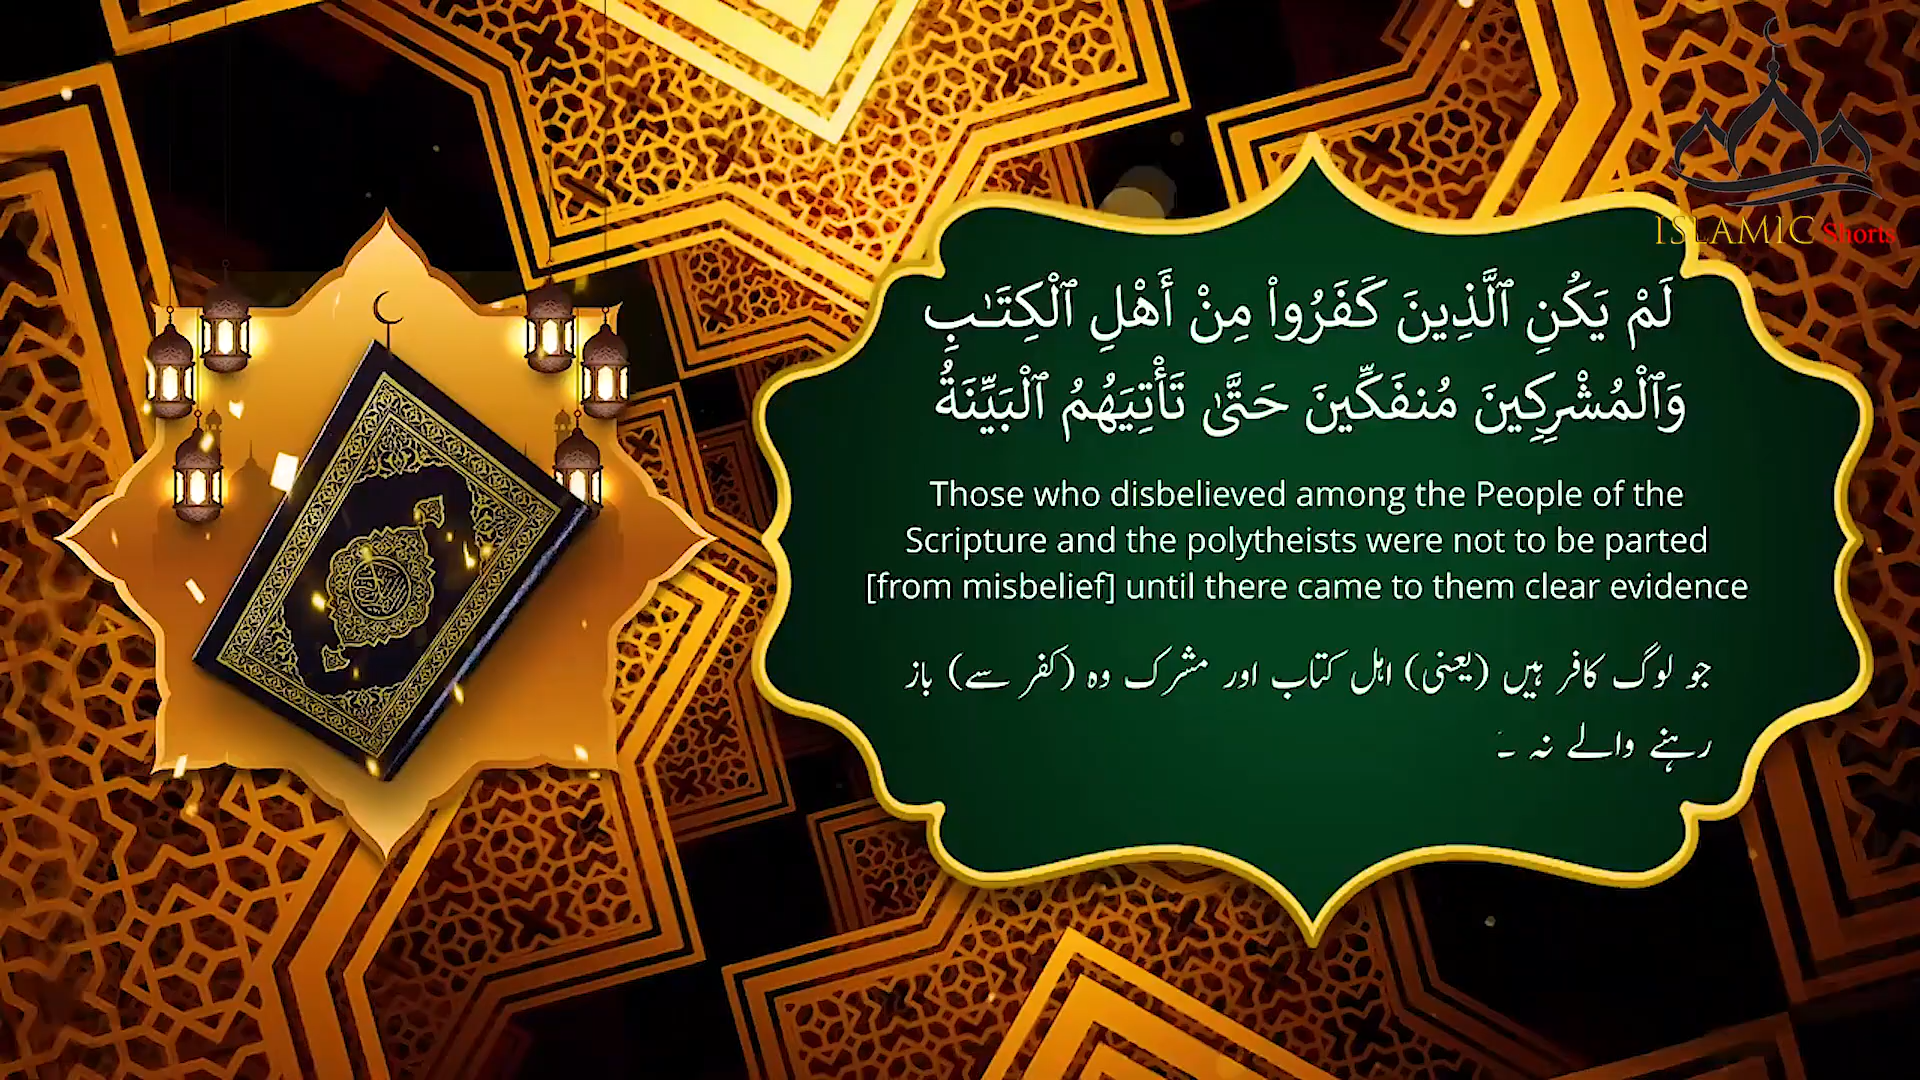 ISLAMIC Shorts
لَمْ يَكُنِ ٱلَّذِينَ كَفَرُوا۟ مِنْ أَهْلِ ٱلْكِتَـٰبِ
وَٱلْمُشْرِكِينَ مُنفَكِّينَ حَتَّىٰ تَأْتِيَهُمُ ٱلْبَيِّنَةُ
Those who disbelieved among the People of the
Scripture and the polytheists were not to be parted
[from misbelief] until there came to them clear evidence
جو لوگ کافر ہیں (یعنی) اہل کتاب اور مشرک وہ (کفر سے) باز
رہنے والے نہ ۔